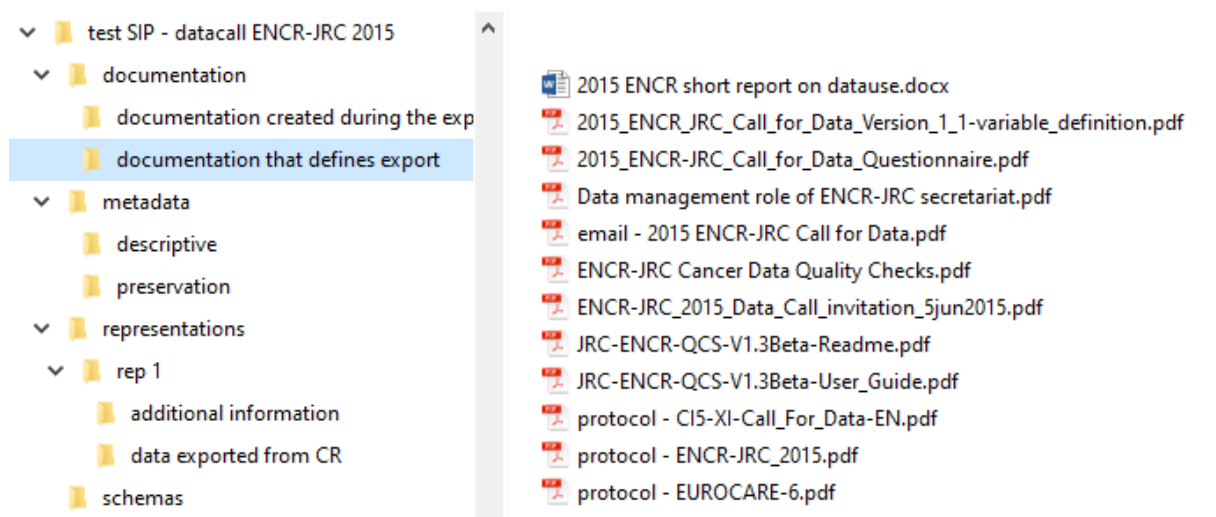 test SIP - datacall ENCR-JRC 2015
documentation
documentation created during the exp
documentation that defines export
metadata
descriptive
preservation
representations
rep 1
additional information
data exported from CR
schemas
2015 ENCR short report on datause.docx
2015_ENCR_JRC_Call_for_Data_Version_1_1-variable_definition.pdf
2015_ENCR-JRC_Call_for_Data_Questionnaire.pdf
Data management role of ENCR-JRC secretariat.pdf
email - 2015 ENCR-JRC Call for Data.pdf
ENCR-JRC Cancer Data Quality Checks.pdf
ENCR-JRC_2015_Data_Call_invitation_5jun2015.pdf
JRC-ENCR-QCS-V1.3Beta-Readme.pdf
JRC-ENCR-QCS-V1.3Beta-User_Guide.pdf
protocol - CI5-XI-Call_For_Data-EN.pdf
protocol - ENCR-JRC_2015.pdf
protocol - EUROCARE-6.pdf